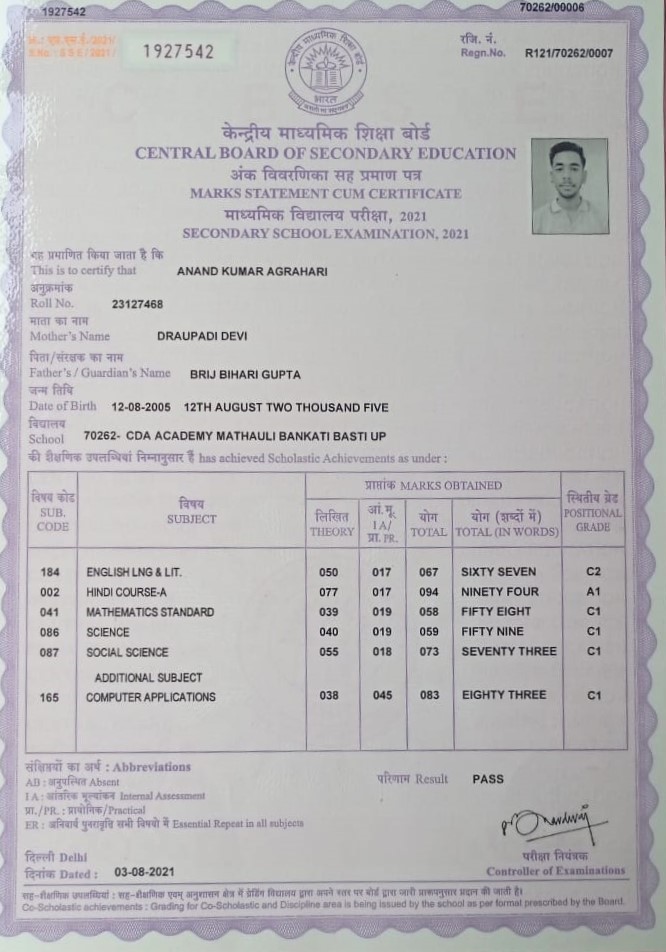 1927542
70262/00006
1927542
रजि. नं.
Regn.No. R121/70262/0007
केन्द्रीय माध्यमिक शिक्षा बोर्ड
भारत
केन्द्रीय माध्यमिक शिक्षा बोर्ड
CENTRAL BOARD OF SECONDARY EDUCATION
अंक विवरणिका सह प्रमाण पत्र
MARKS STATEMENT CUM CERTIFICATE
माध्यमिक विद्यालय परीक्षा, 2021
SECONDARY SCHOOL EXAMINATION, 2021
यह प्रमाणित किया जाता है कि
This is to certify that ANAND KUMAR AGRAHARI
अनुक्रमांक
Roll No. 23127468
माता का नाम
Mother's Name DRAUPADI DEVI
पिता/संरक्षक का नाम
Father's / Guardian's Name BRIJ BIHARI GUPTA
जन्म तिथि
Date of Birth 12-08-2005 12TH AUGUST TWO THOUSAND FIVE
विद्यालय
School 70262- CDA ACADEMY MATHAULI BANKATI BASTI UP
की शैक्षणिक उपलब्धियां निम्नानुसार हैं has achieved Scholastic Achievements as under :
विषय कोड SUB. CODE
विषय SUBJECT
प्राप्तांक MARKS OBTAINED
लिखित THEORY
आं.मू. I A/ प्रा. PR.
योग TOTAL
योग (शब्दों में) TOTAL (IN WORDS)
स्थितीय ग्रेड POSITIONAL GRADE
184 ENGLISH LNG & LIT. 050 017 067 SIXTY SEVEN C2
002 HINDI COURSE-A 077 017 094 NINETY FOUR A1
041 MATHEMATICS STANDARD 039 019 058 FIFTY EIGHT C1
086 SCIENCE 040 019 059 FIFTY NINE C1
087 SOCIAL SCIENCE 055 018 073 SEVENTY THREE C1
ADDITIONAL SUBJECT
165 COMPUTER APPLICATIONS 038 045 083 EIGHTY THREE C1
संक्षिप्तियों का अर्थ : Abbreviations
AB : अनुपस्थित Absent
I A : आंतरिक मूल्यांकन Internal Assessment
प्रा./PR. : प्रायोगिक/Practical
ER : अनिवार्य पुनरावृत्ति सभी विषयों में Essential Repeat in all subjects
परिणाम Result PASS
दिल्ली Delhi
दिनांक Dated : 03-08-2021
परीक्षा नियंत्रक
Controller of Examinations
सह-शैक्षणिक उपलब्धियां : सह-शैक्षणिक एवम् अनुशासन क्षेत्र में ग्रेडिंग विद्यालय द्वारा अपने स्तर पर बोर्ड द्वारा जारी प्रारूपनुसार प्रदान की जाती है।
Co-Scholastic achievements : Grading for Co-Scholastic and Discipline area is being issued by the school as per format prescribed by the Board.